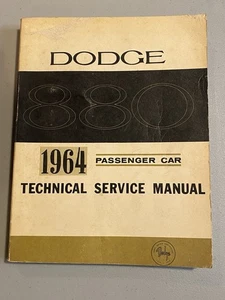 DODGE
880
1964 PASSENGER CAR
TECHNICAL SERVICE MANUAL